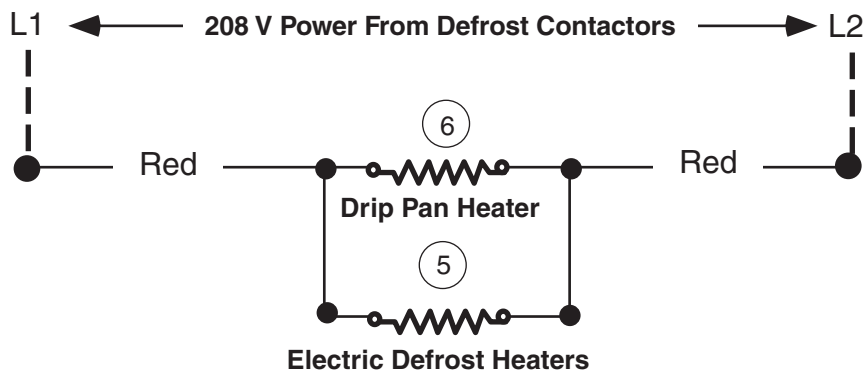 L1 208 V Power From Defrost Contactors L2
6
Red Red
Drip Pan Heater
5
Electric Defrost Heaters